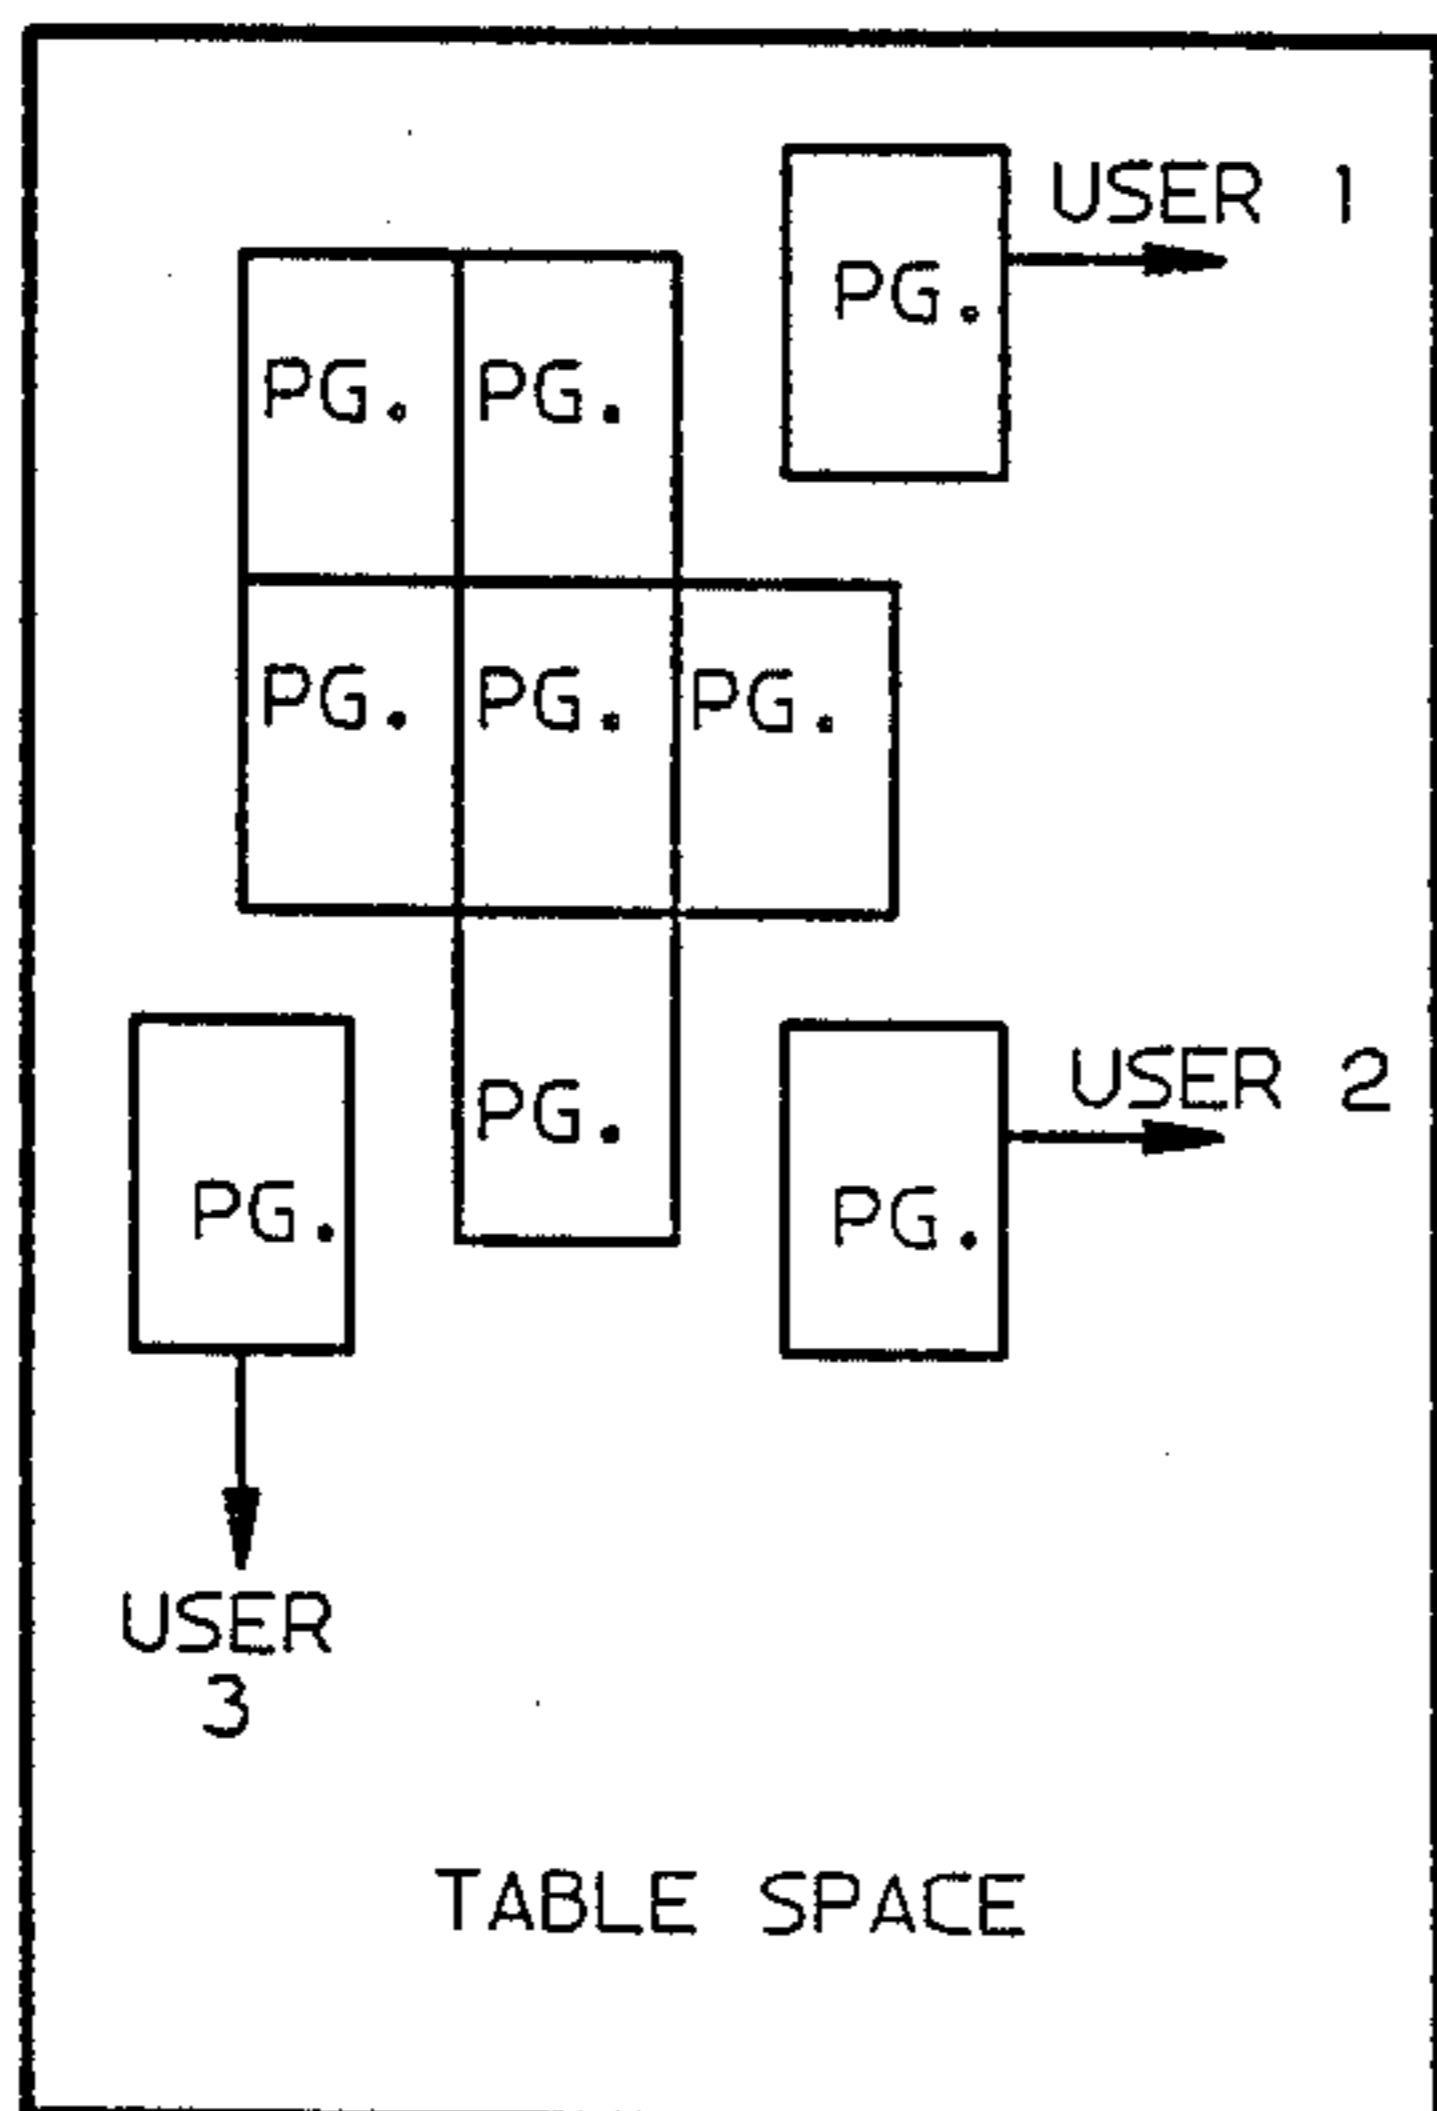 USER 1
PG.
PG. PG.
PG. PG. PG.
USER 2
PG.
PG.
PG.
USER
3
TABLE SPACE